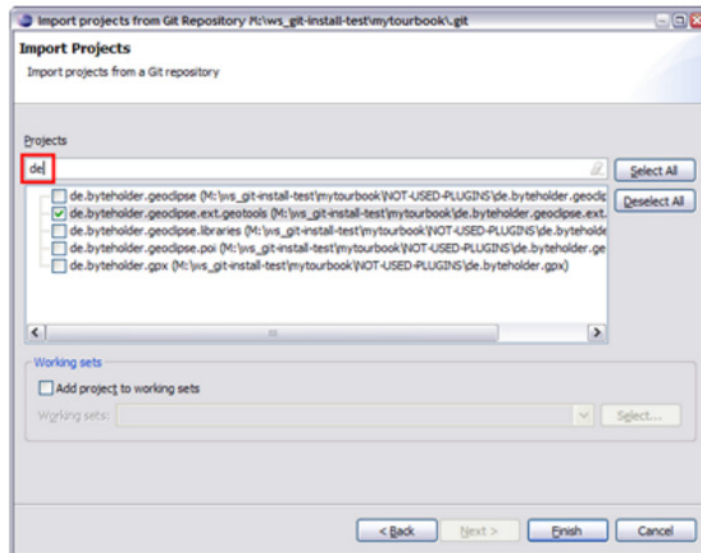 Import projects from Git Repository M:\ws_git-install-test\mytourbook\.git
Import Projects
Import projects from a Git repository
Projects
de
Select All
de.byteholder.geoclipse (M:\ws_git-install-test\mytourbook\NOT-USED-PLUGINS\de.byteholder.geoclip
Deselect All
de.byteholder.geoclipse.ext.geotools (M:\ws_git-install-test\mytourbook\de.byteholder.geoclipse.ext.
de.byteholder.geoclipse.libraries (M:\ws_git-install-test\mytourbook\NOT-USED-PLUGINS\de.byteholde
de.byteholder.geoclipse.poi (M:\ws_git-install-test\mytourbook\NOT-USED-PLUGINS\de.byteholder.ge
de.byteholder.gpx (M:\ws_git-install-test\mytourbook\NOT-USED-PLUGINS\de.byteholder.gpx)
Working sets
Add project to working sets
Working sets:
Select...
< Back
Next >
Finish
Cancel